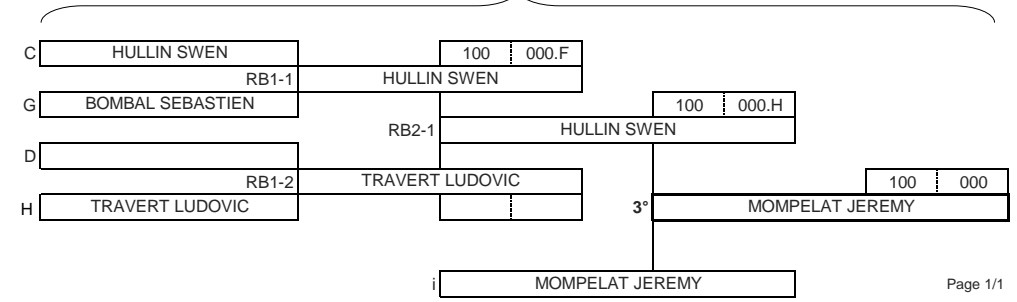 C HULLIN SWEN 100 000.F
RB1-1 HULLIN SWEN
G BOMBAL SEBASTIEN 100 000.H
RB2-1 HULLIN SWEN
D
RB1-2 TRAVERT LUDOVIC 100 000
H TRAVERT LUDOVIC 3° MOMPELAT JEREMY
i MOMPELAT JEREMY Page 1/1